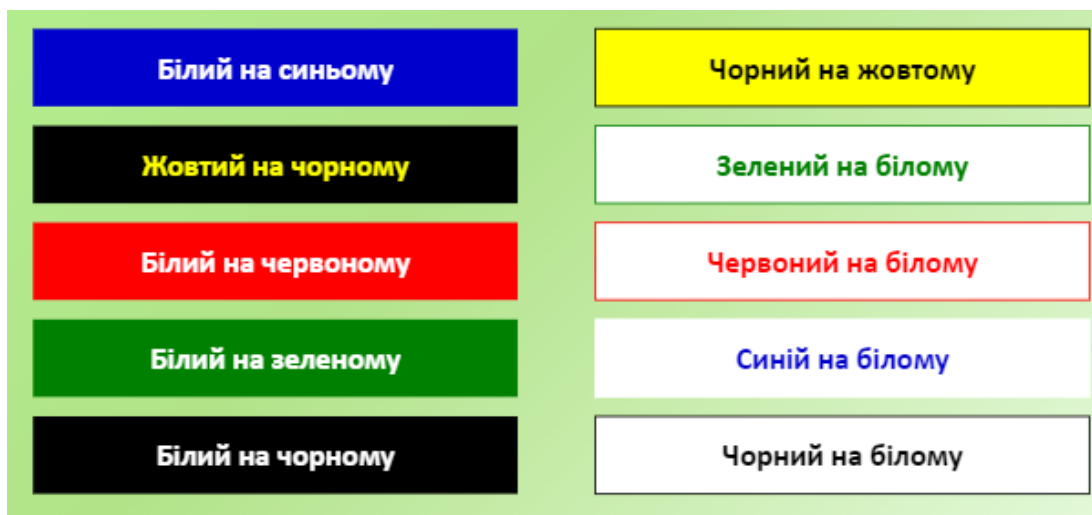 Білий на синьому
Чорний на жовтому
Жовтий на чорному
Зелений на білому
Білий на червоному
Червоний на білому
Білий на зеленому
Синій на білому
Білий на чорному
Чорний на білому